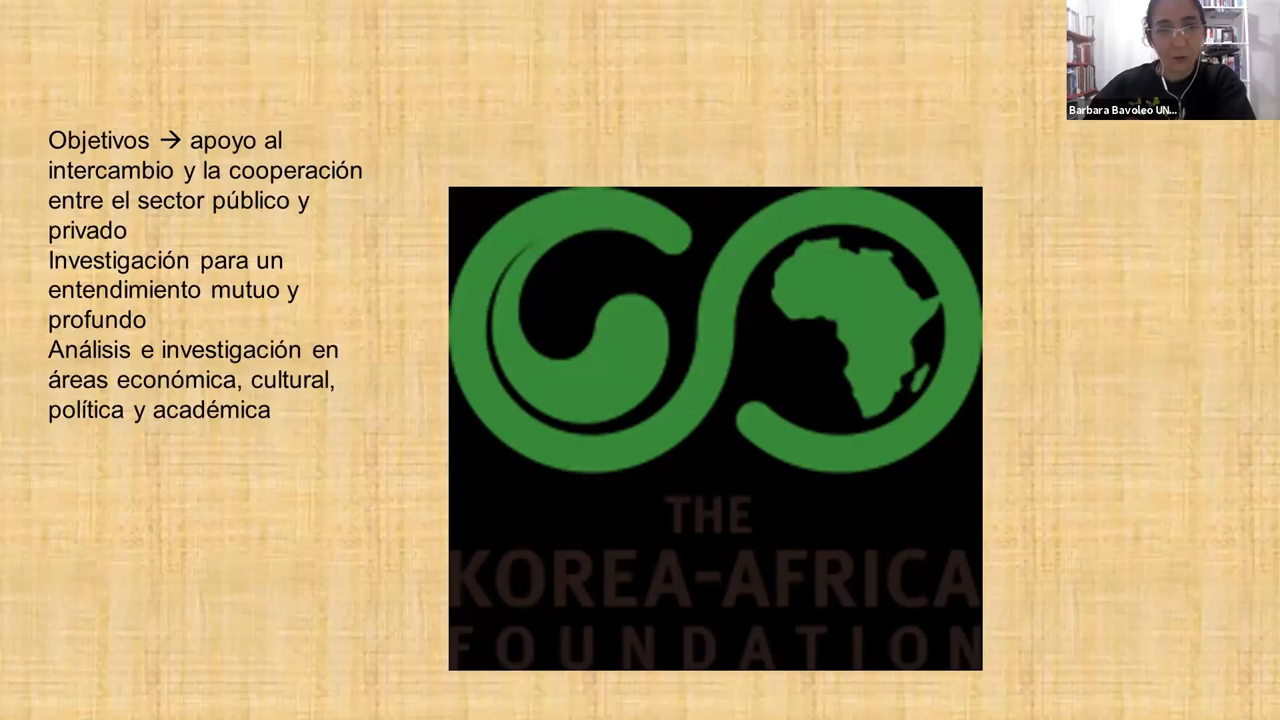 Objetivos → apoyo al
intercambio y la cooperación
entre el sector público y
privado
Investigación para un
entendimiento mutuo y
profundo
Análisis e investigación en
áreas económica, cultural,
política y académica
THE
KOREA-AFRICA
FOUNDATION
Barbara Bavoleo UN...